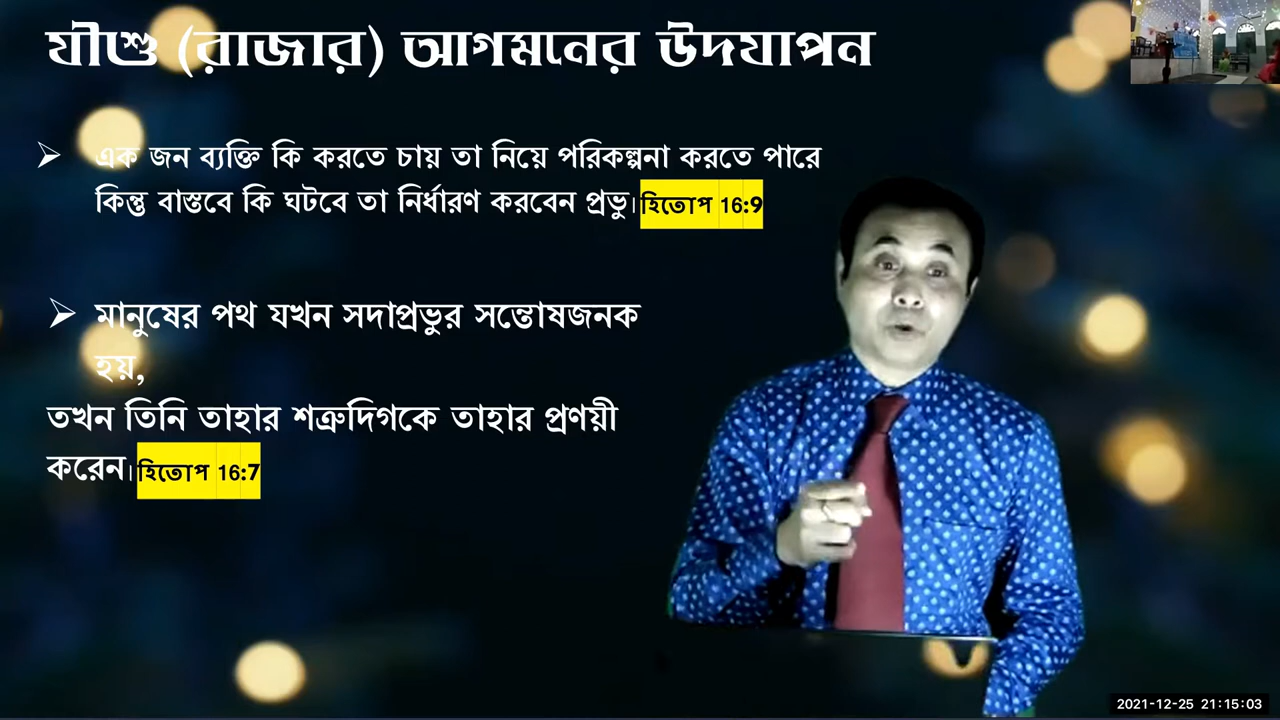 যীশু (রাজার) আগমনের উদযাপন
➢ এক জন ব্যক্তি কি করতে চায় তা নিয়ে পরিকল্পনা করতে পারে
কিন্তু বাস্তবে কি ঘটবে তা নির্ধারণ করবেন প্রভু।হিতোপ 16:9
➢ মানুষের পথ যখন সদাপ্রভুর সন্তোষজনক
হয়,
তখন তিনি তাহার শত্রুদিগকে তাহার প্রণয়ী
করেন।হিতোপ 16:7
2021-12-25 21:15:03